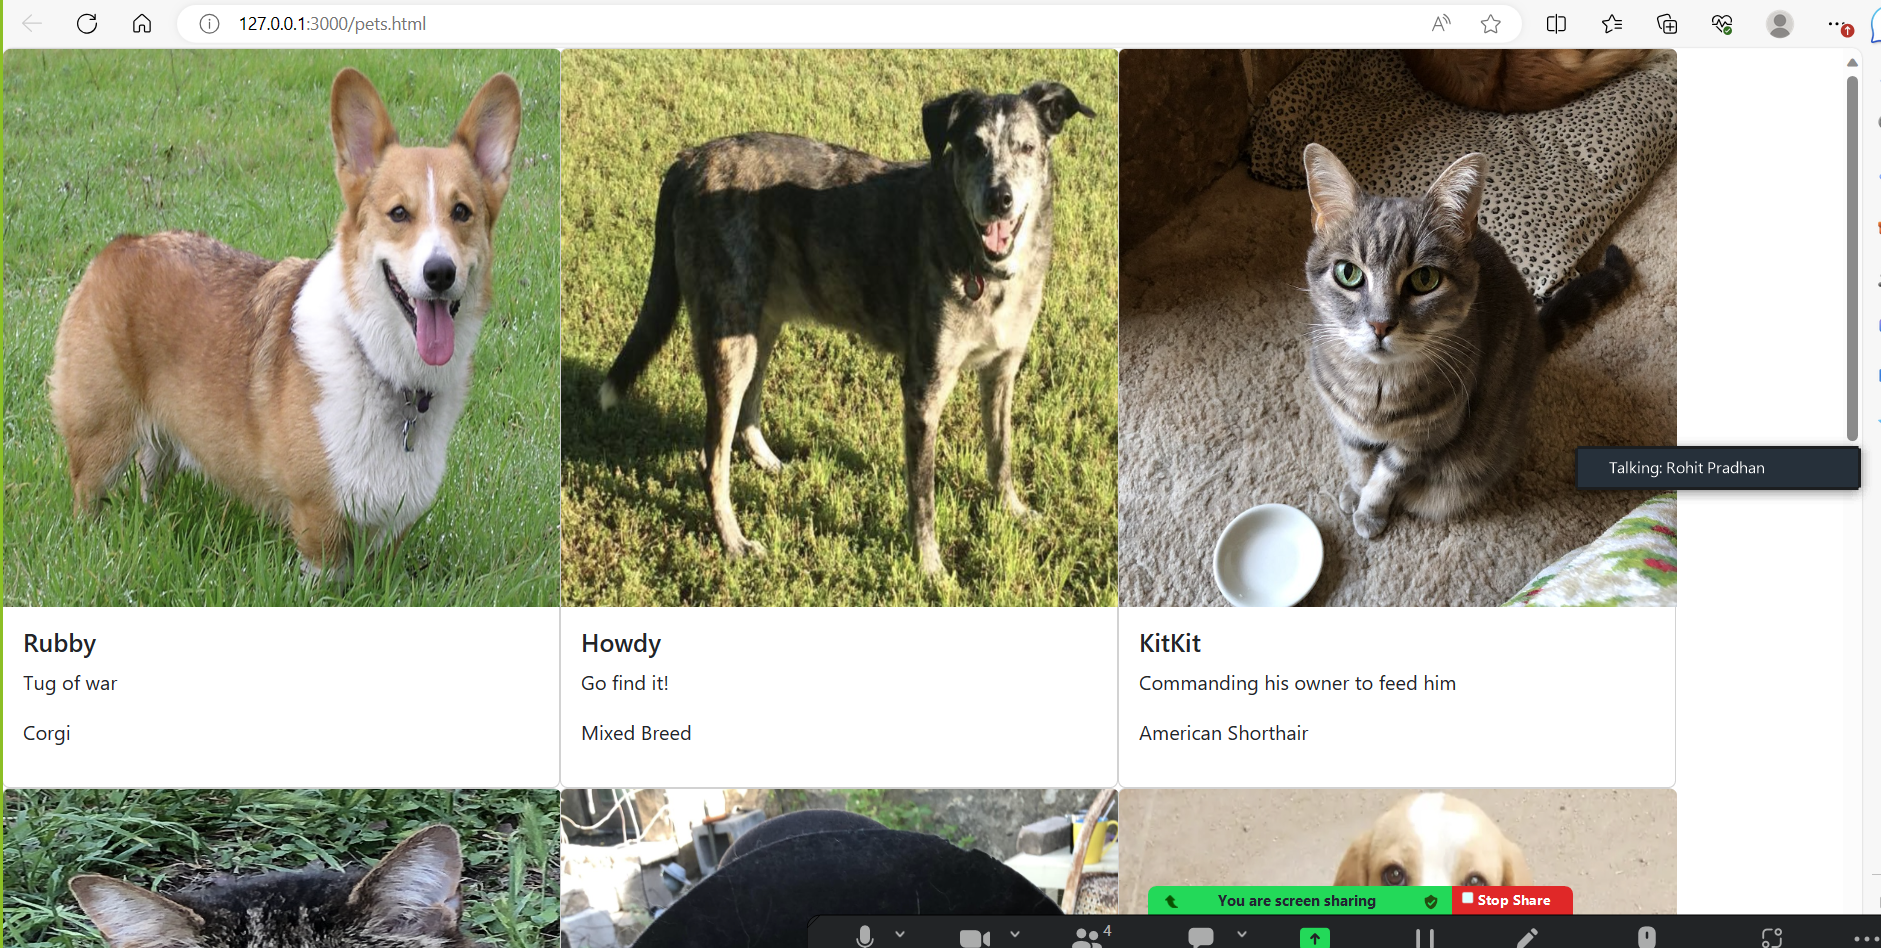 127.0.0.1:3000/pets.html
Talking: Rohit Pradhan
Rubby
Tug of war
Corgi
Howdy
Go find it!
Mixed Breed
KitKit
Commanding his owner to feed him
American Shorthair
You are screen sharing
Stop Share
4